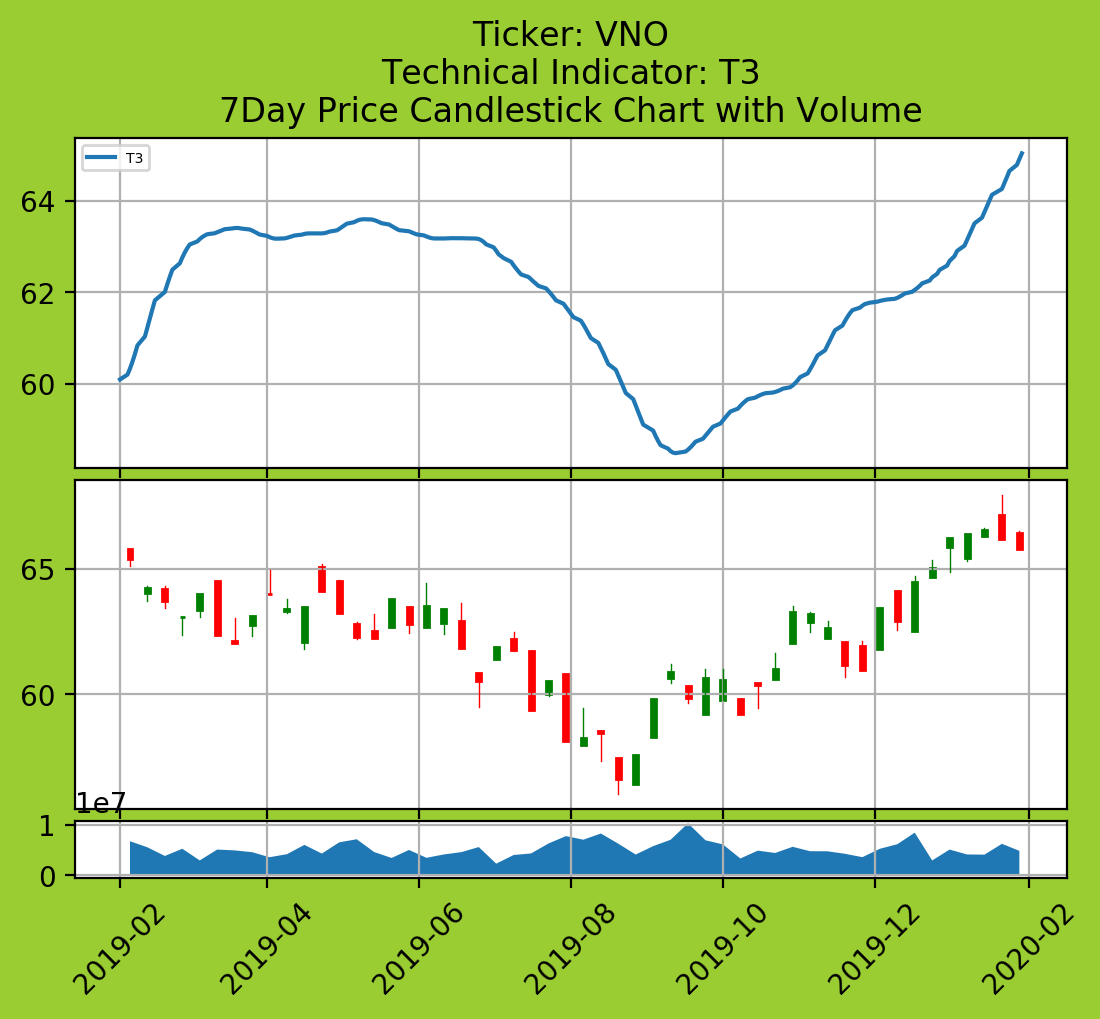 Ticker: VNO
Technical Indicator: T3
7Day Price Candlestick Chart with Volume
T3
64
62
60
65
60
1e7
1
0
2019-02
2019-04
2019-06
2019-08
2019-10
2019-12
2020-02